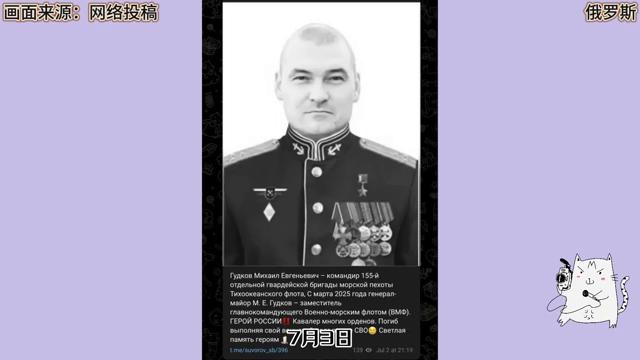 画面来源：网络投稿
俄罗斯
Гудков Михаил Евгеньевич – командир 155-й
отдельной гвардейской бригады морской пехоты
Тихоокеанского флота, С марта 2025 года генерал-
майор М. Е. Гудков – заместитель
главнокомандующего Военно-морским флотом (ВМФ).
ГЕРОЙ РОССИИ‼️ Кавалер многих орденов. Погиб
выполняя свой СВО😔 Светлая
память героям🕯
7月3日
t.me/suvorov_sb/396 139 Jul 2 at 21:19